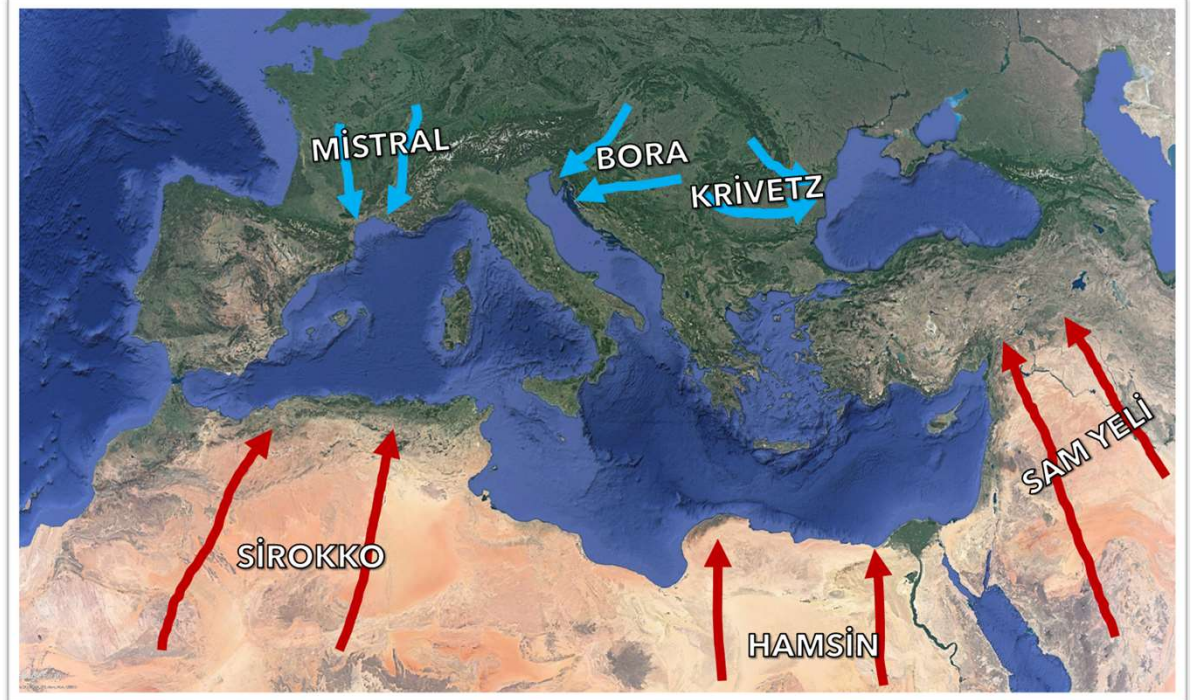 MİSTRAL
BORA
KRİVETZ
SAM YELİ
SİROKKO
HAMSİN